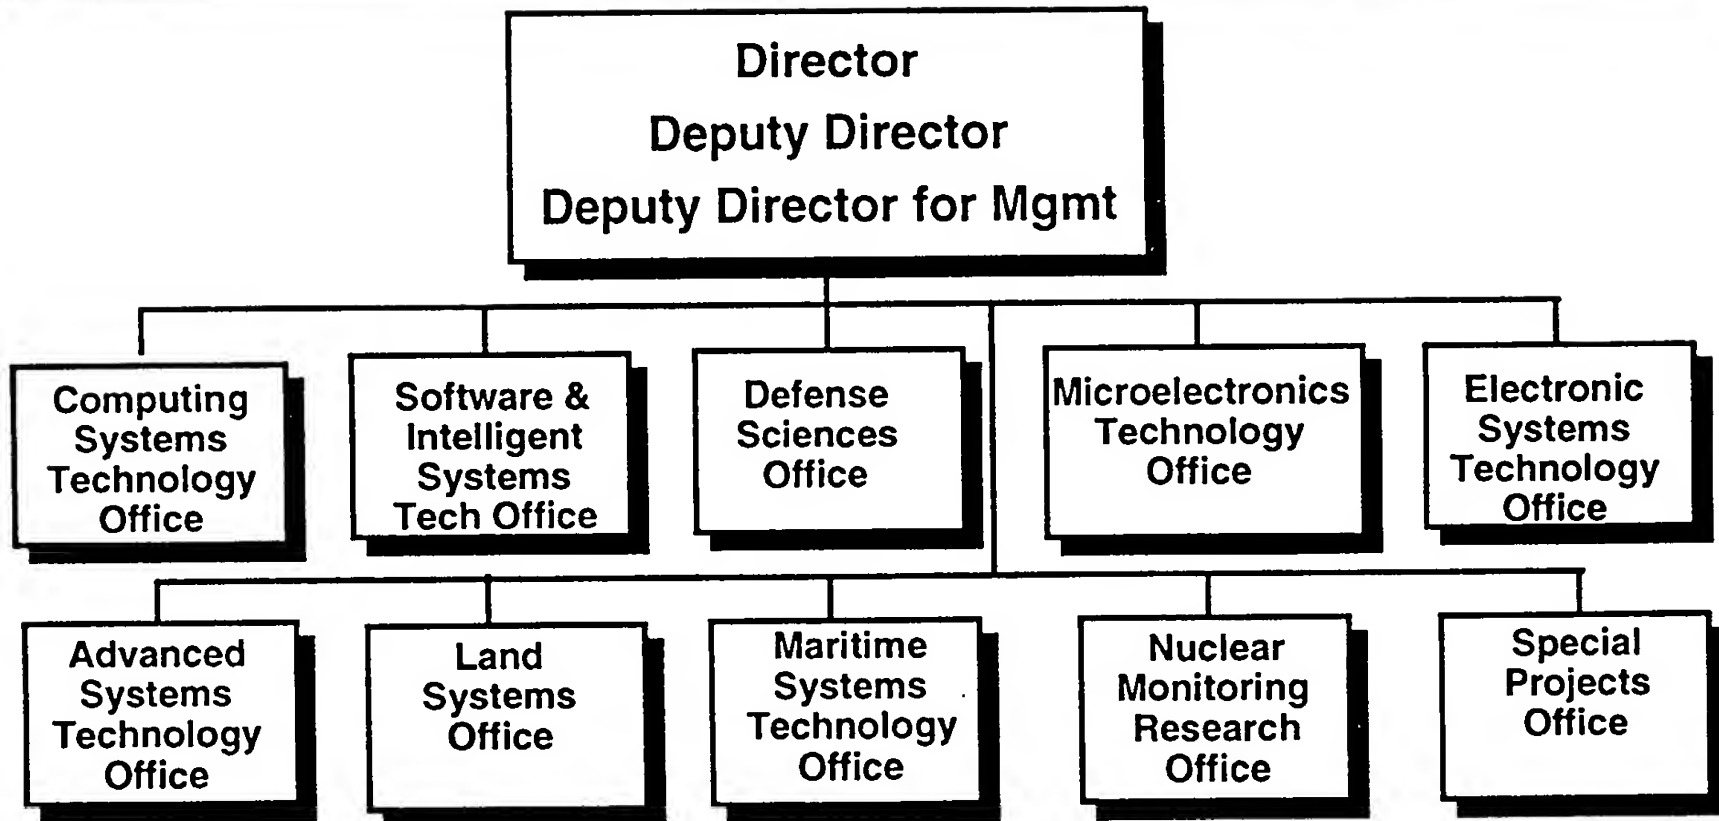 Director
Deputy Director
Deputy Director for Mgmt
Computing
Systems
Technology
Office
Software &
Intelligent
Systems
Tech Office
Defense
Sciences
Office
Microelectronics
Technology
Office
Electronic
Systems
Technology
Office
Advanced
Systems
Technology
Office
Land
Systems
Office
Maritime
Systems
Technology
Office
Nuclear
Monitoring
Research
Office
Special
Projects
Office